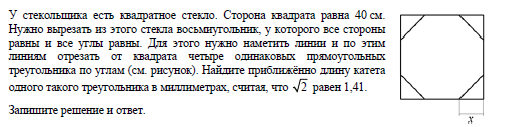 У стекольщика есть квадратное стекло. Сторона квадрата равна 40 см.
Нужно вырезать из этого стекла восьмиугольник, у которого все стороны
равны и все углы равны. Для этого нужно наметить линии и по этим
линиям отрезать от квадрата четыре одинаковых прямоугольных
треугольника по углам (см. рисунок). Найдите приближённо длину катета
одного такого треугольника в миллиметрах, считая, что √2 равен 1,41.
Запишите решение и ответ.
x